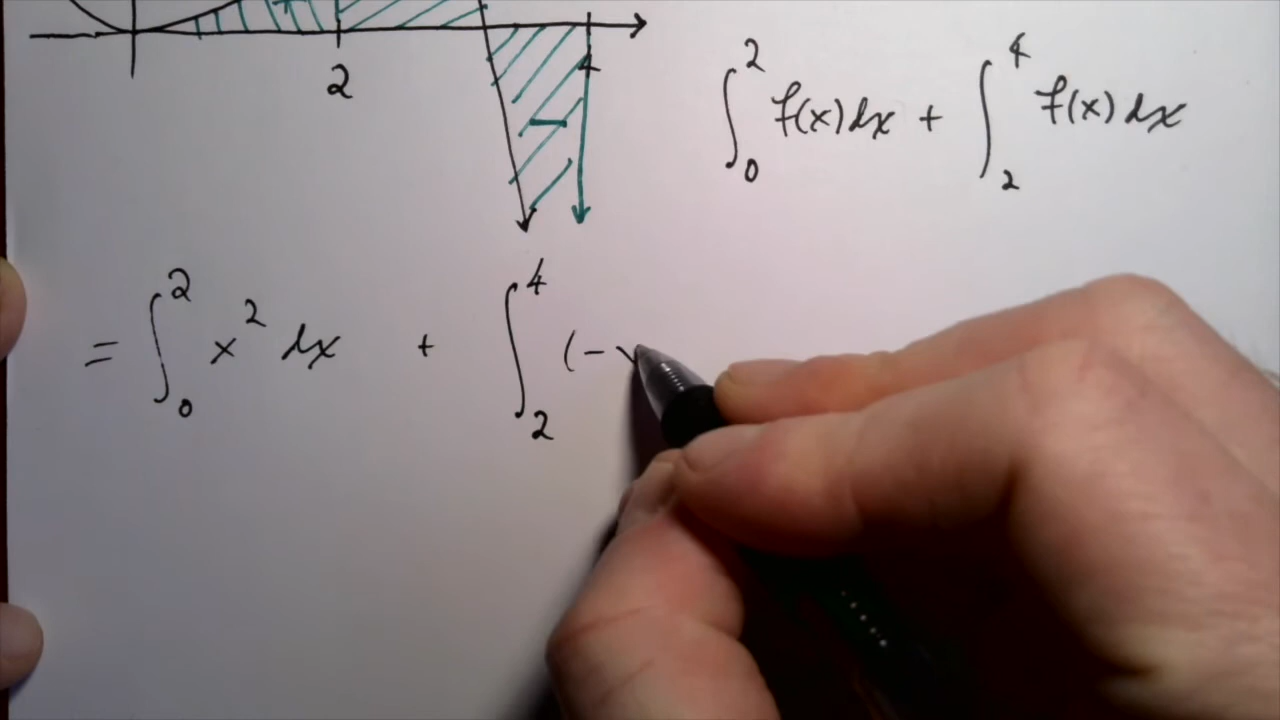 2 4
∫₀² f(x) dx + ∫₂⁴ f(x) dx
= ∫₀² x² dx + ∫₂⁴ (-x